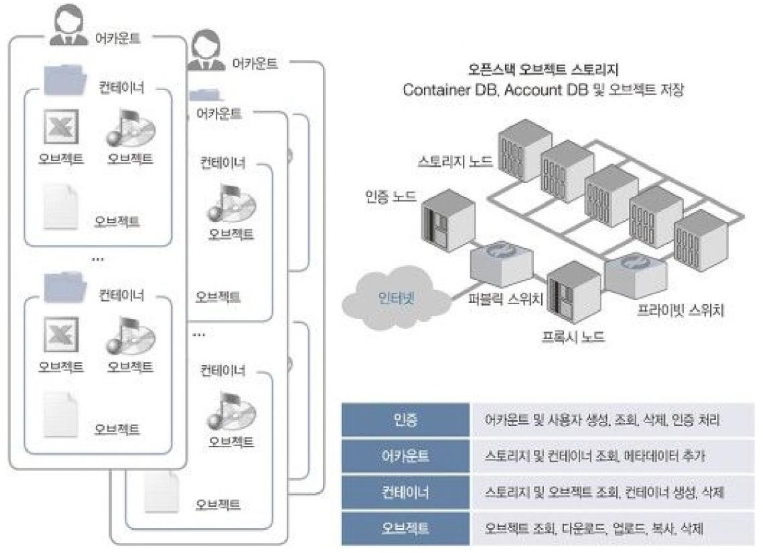 어카운트
컨테이너
오브젝트
오브젝트
오브젝트
...
컨테이너
오브젝트
오브젝트
오브젝트
어카운트
어카운트
컨테이너
오브젝트
오브젝트
...
컨테이너
오브젝트
오브젝트
오픈스택 오브젝트 스토리지
Container DB, Account DB 및 오브젝트 저장
스토리지 노드
인증 노드
인터넷
퍼블릭 스위치
프록시 노드
프라이빗 스위치
인증 어카운트 및 사용자 생성, 조회, 삭제, 인증 처리
어카운트 스토리지 및 컨테이너 조회, 메타데이터 추가
컨테이너 스토리지 및 오브젝트 조회, 컨테이너 생성, 삭제
오브젝트 오브젝트 조회, 다운로드, 업로드, 복사, 삭제